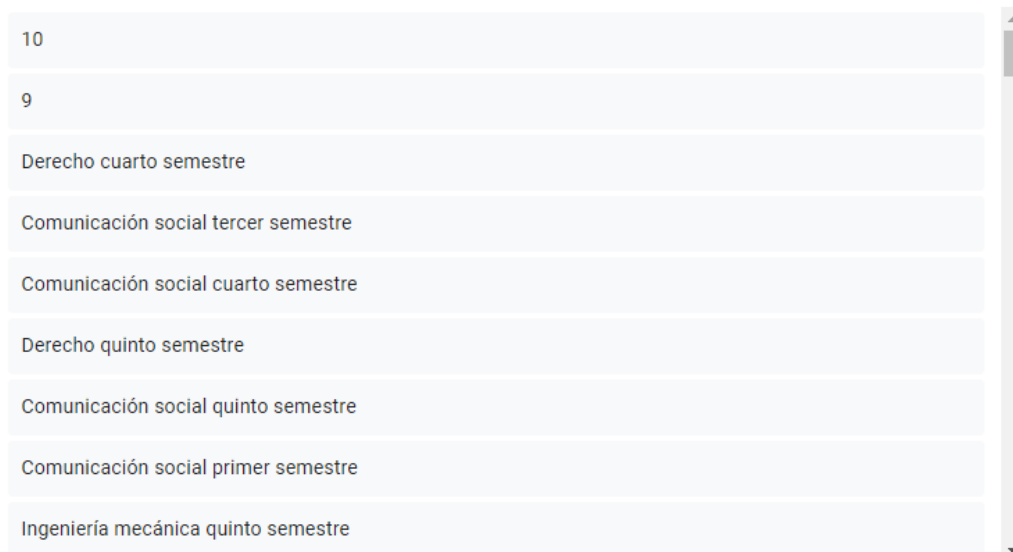 10
9
Derecho cuarto semestre
Comunicación social tercer semestre
Comunicación social cuarto semestre
Derecho quinto semestre
Comunicación social quinto semestre
Comunicación social primer semestre
Ingeniería mecánica quinto semestre